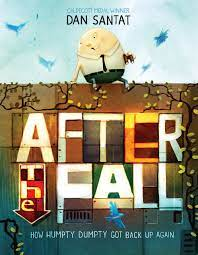 CALDECOTT MEDAL WINNER
DAN SANTAT
AFTER
The
FALL
HOW HUMPTY DUMPTY GOT BACK UP AGAIN